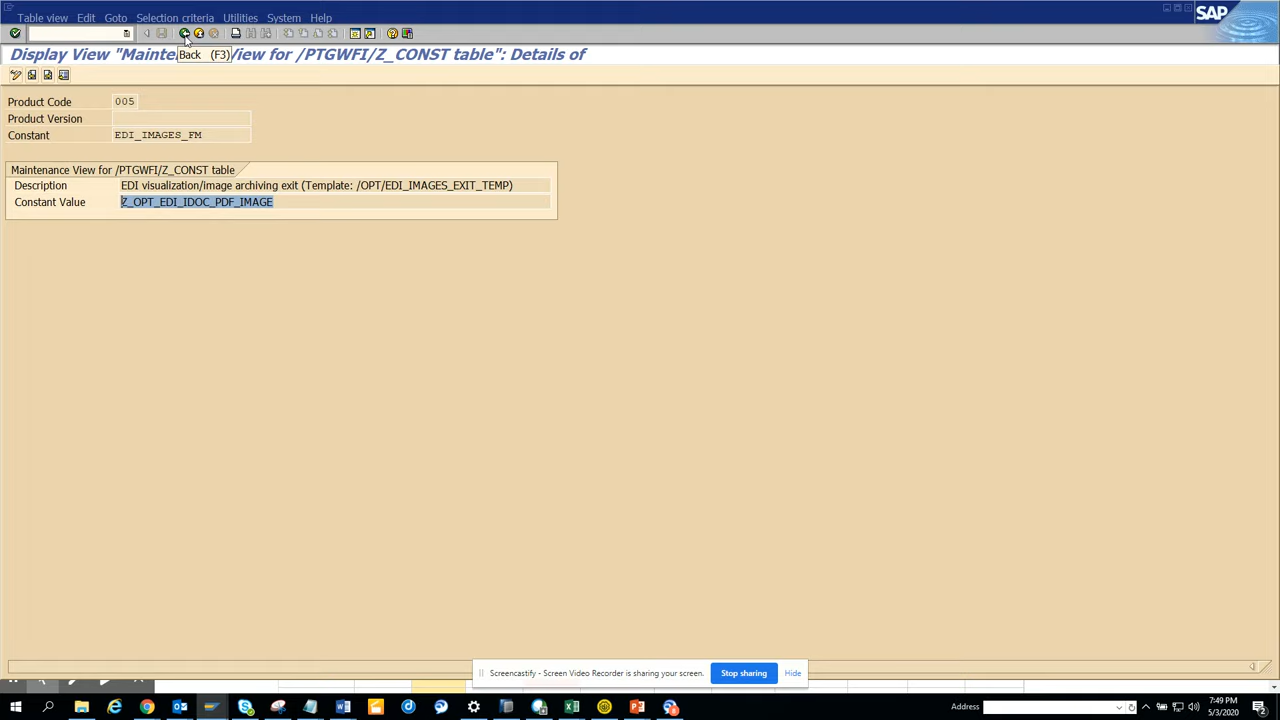 Table view Edit Goto Selection criteria Utilities System Help
SAP
Back (F3)
Display View "Mainte View for /PTGWFI/Z_CONST table": Details of
Product Code 005
Product Version
Constant EDI_IMAGES_FM
Maintenance View for /PTGWFI/Z_CONST table
Description EDI visualization/image archiving exit (Template: /OPT/EDI_IMAGES_EXIT_TEMP)
Constant Value Z_OPT_EDI_IDOC_PDF_IMAGE
Screencastify - Screen Video Recorder is sharing your screen. Stop sharing Hide
Address
7:49 PM
5/3/2020
2